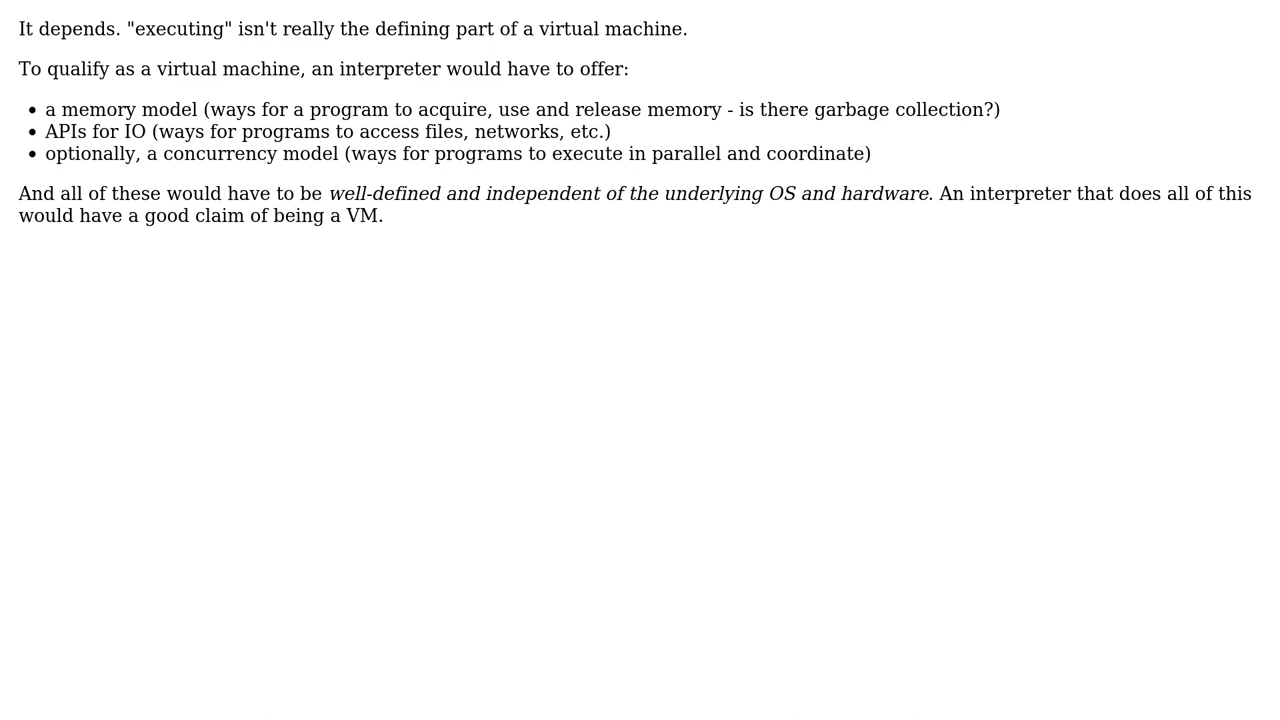 It depends. "executing" isn't really the defining part of a virtual machine.
To qualify as a virtual machine, an interpreter would have to offer:
• a memory model (ways for a program to acquire, use and release memory - is there garbage collection?)
• APIs for IO (ways for programs to access files, networks, etc.)
• optionally, a concurrency model (ways for programs to execute in parallel and coordinate)
And all of these would have to be well-defined and independent of the underlying OS and hardware. An interpreter that does all of this
would have a good claim of being a VM.